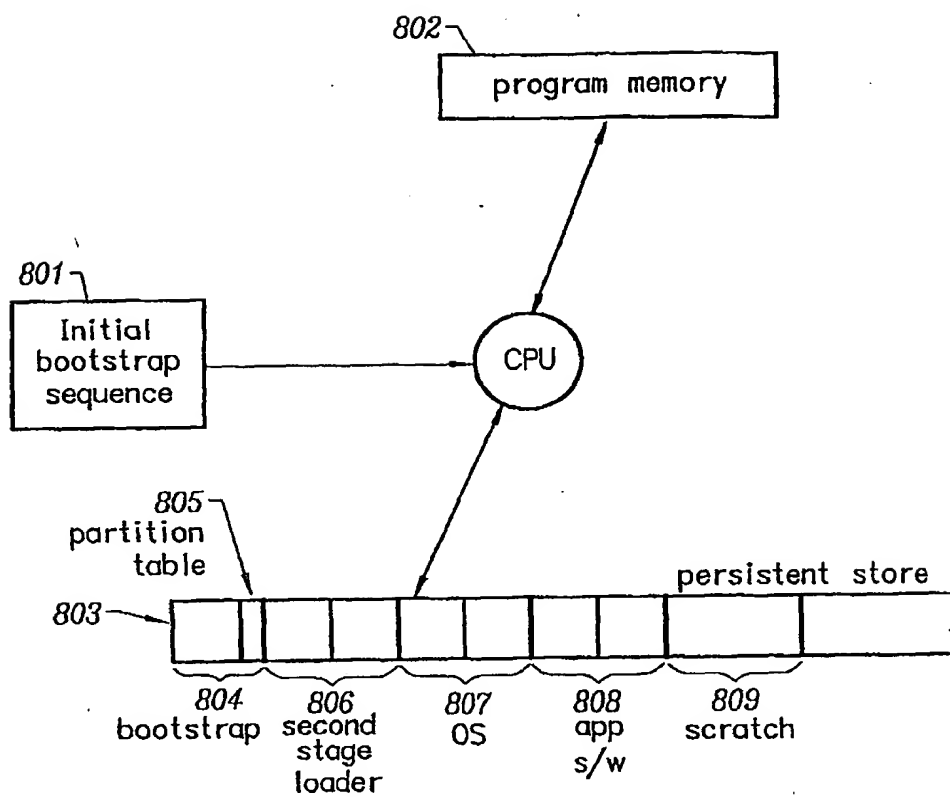 802
program memory
801
Initial
bootstrap
sequence
CPU
805
partition
table
persistent store
803
804
bootstrap
806
second
stage
loader
807
OS
808
app
s/w
809
scratch